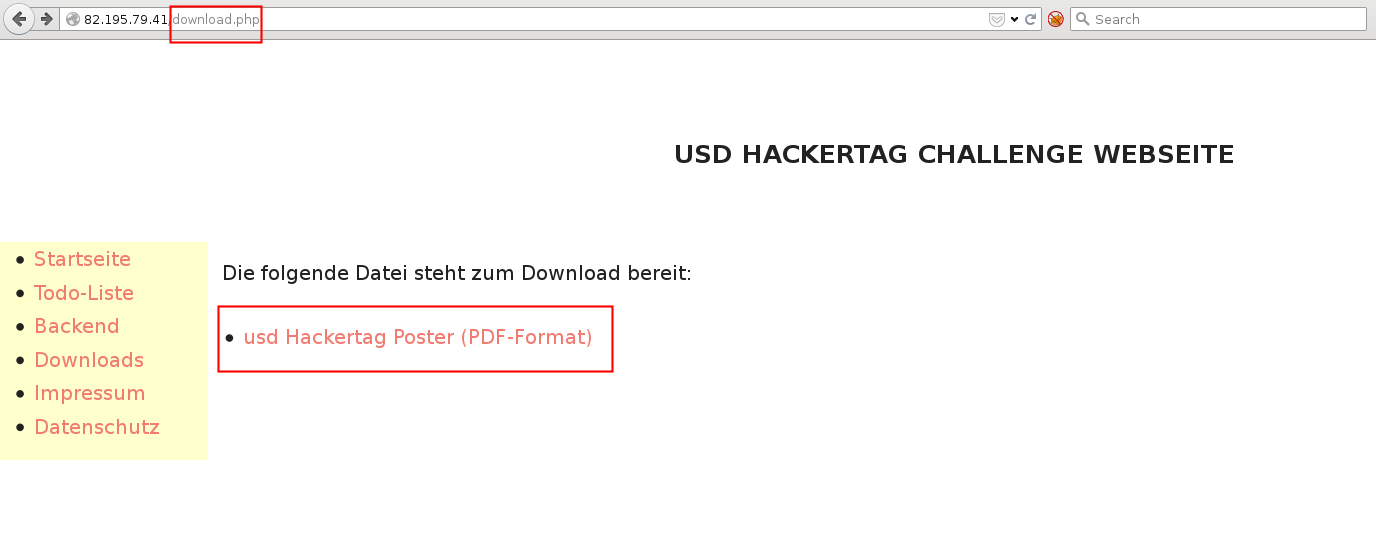 82.195.79.41/download.php
Search
USD HACKERTAG CHALLENGE WEBSEITE
Startseite
Todo-Liste
Backend
Downloads
Impressum
Datenschutz
Die folgende Datei steht zum Download bereit:
usd Hackertag Poster (PDF-Format)